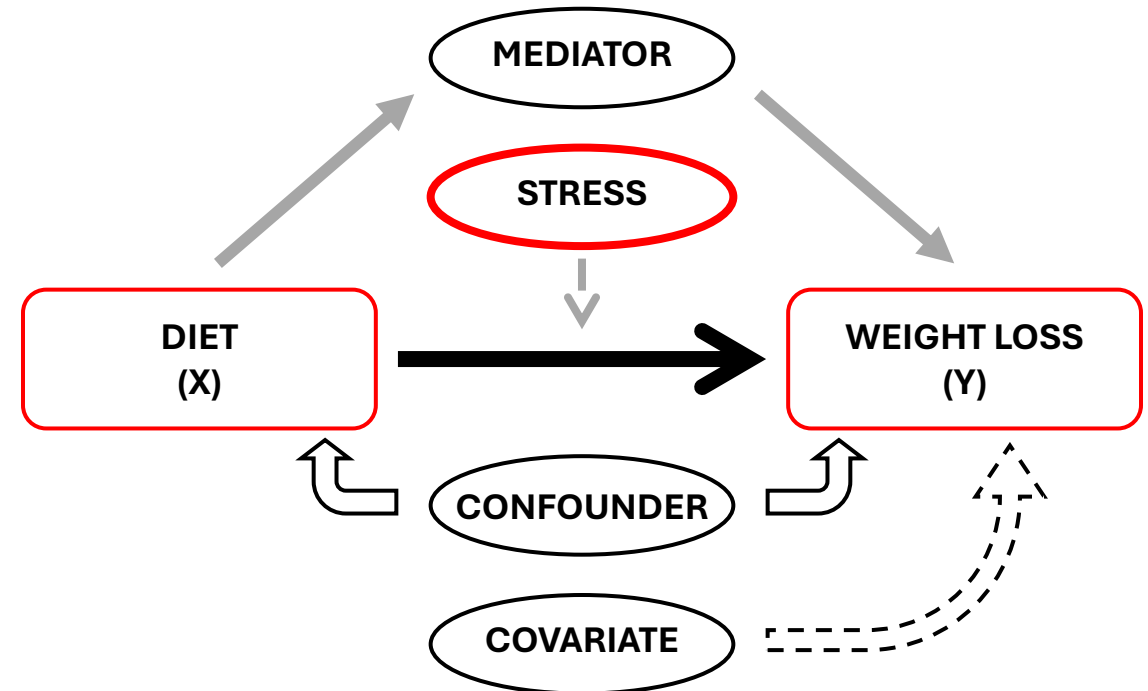 MEDIATOR
STRESS
DIET
(X)
WEIGHT LOSS
(Y)
CONFOUNDER
COVARIATE